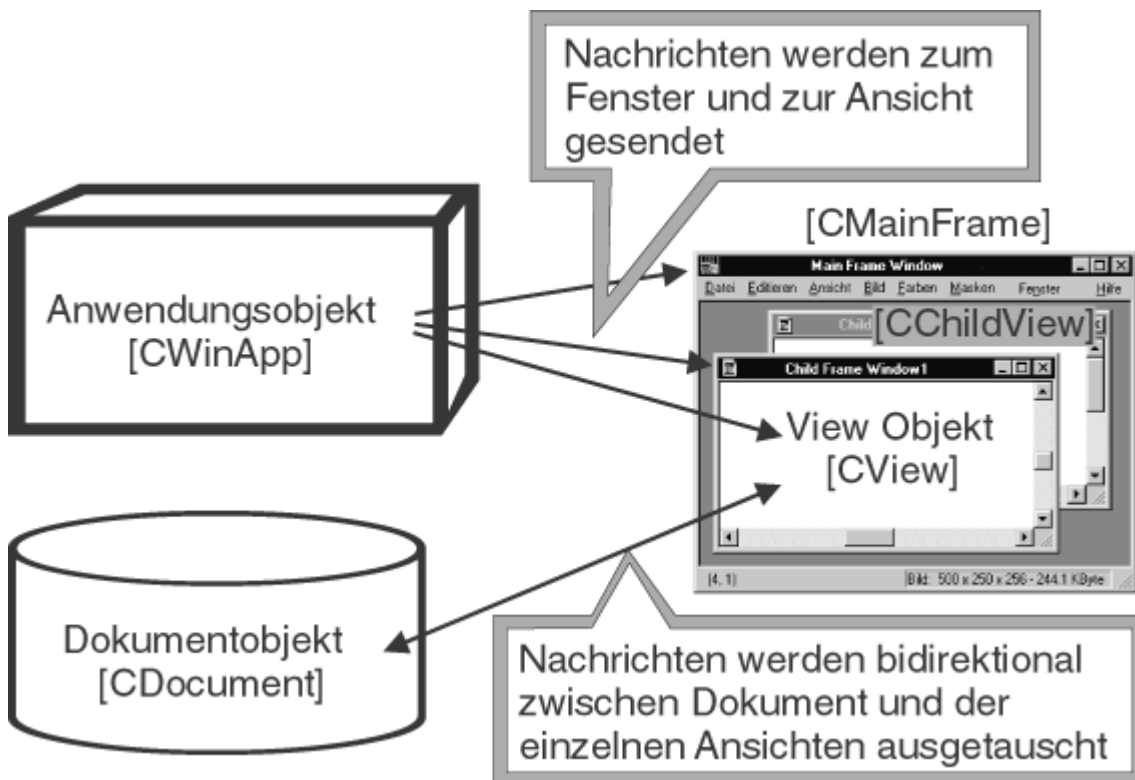 Nachrichten werden zum
Fenster und zur Ansicht
gesendet
[CMainFrame]
Main Frame Window
Datei Editieren Ansicht Bild Farben Masken Fenster Hilfe
Child
[CChildView]
Anwendungsobjekt
[CWinApp]
Child Frame Window1
View Objekt
[CView]
(4, 1)
Bild: 500 x 250 x 256 - 244.1 KByte
Dokumentobjekt
[CDocument]
Nachrichten werden bidirektional
zwischen Dokument und der
einzelnen Ansichten ausgetauscht